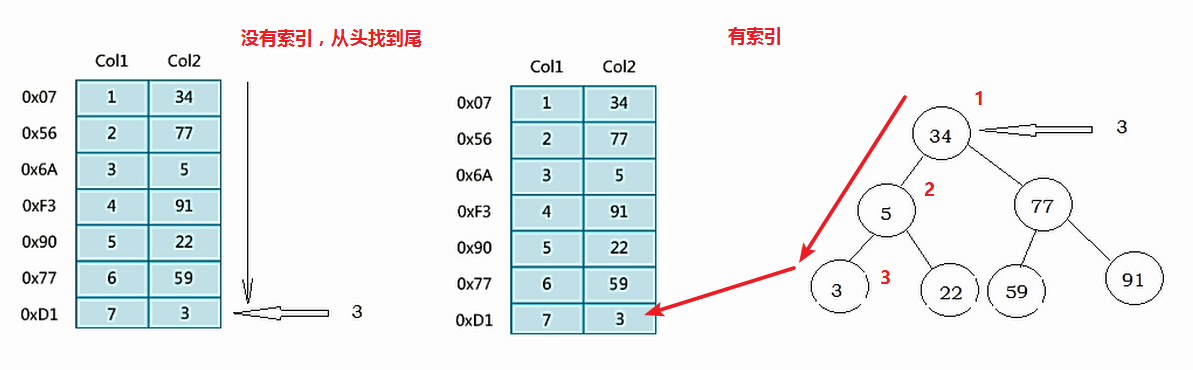 没有索引，从头找到尾
Col1 Col2
0x07 1 34
0x56 2 77
0x6A 3 5
0xF3 4 91
0x90 5 22
0x77 6 59
0xD1 7 3
3
有索引
Col1 Col2
0x07 1 34
0x56 2 77
0x6A 3 5
0xF3 4 91
0x90 5 22
0x77 6 59
0xD1 7 3
1
34 3
2
5 77
3 3 22 59 91